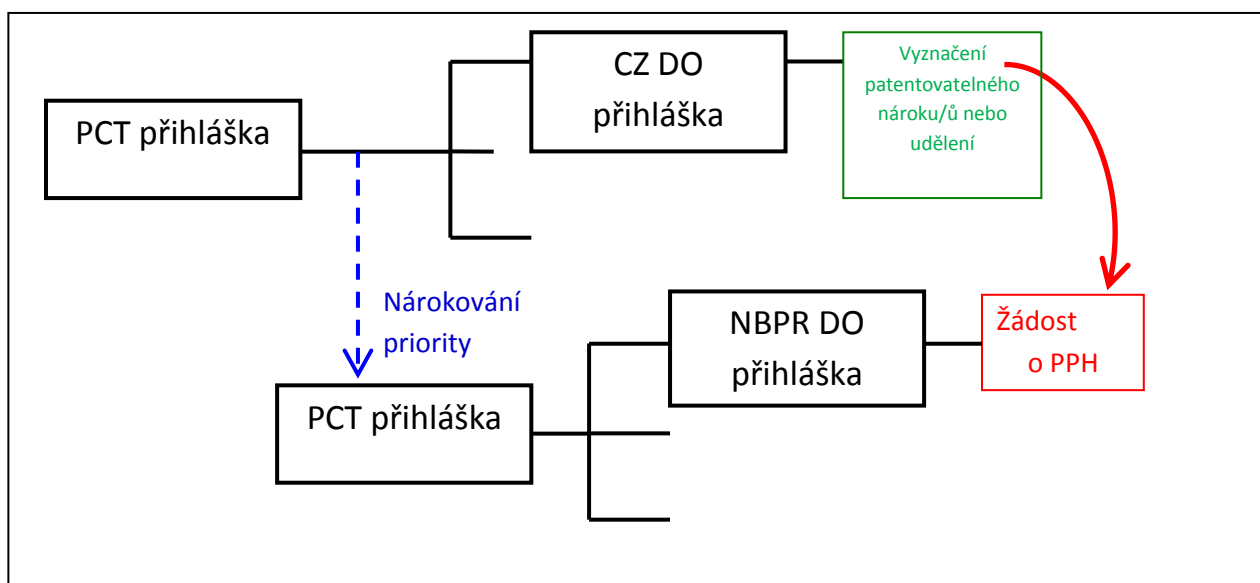 PCT přihláška
CZ DO
přihláška
Vyznačení
patentovatelného
nároku/ů nebo
udělení
Nárokování
priority
PCT přihláška
NBPR DO
přihláška
Žádost
o PPH